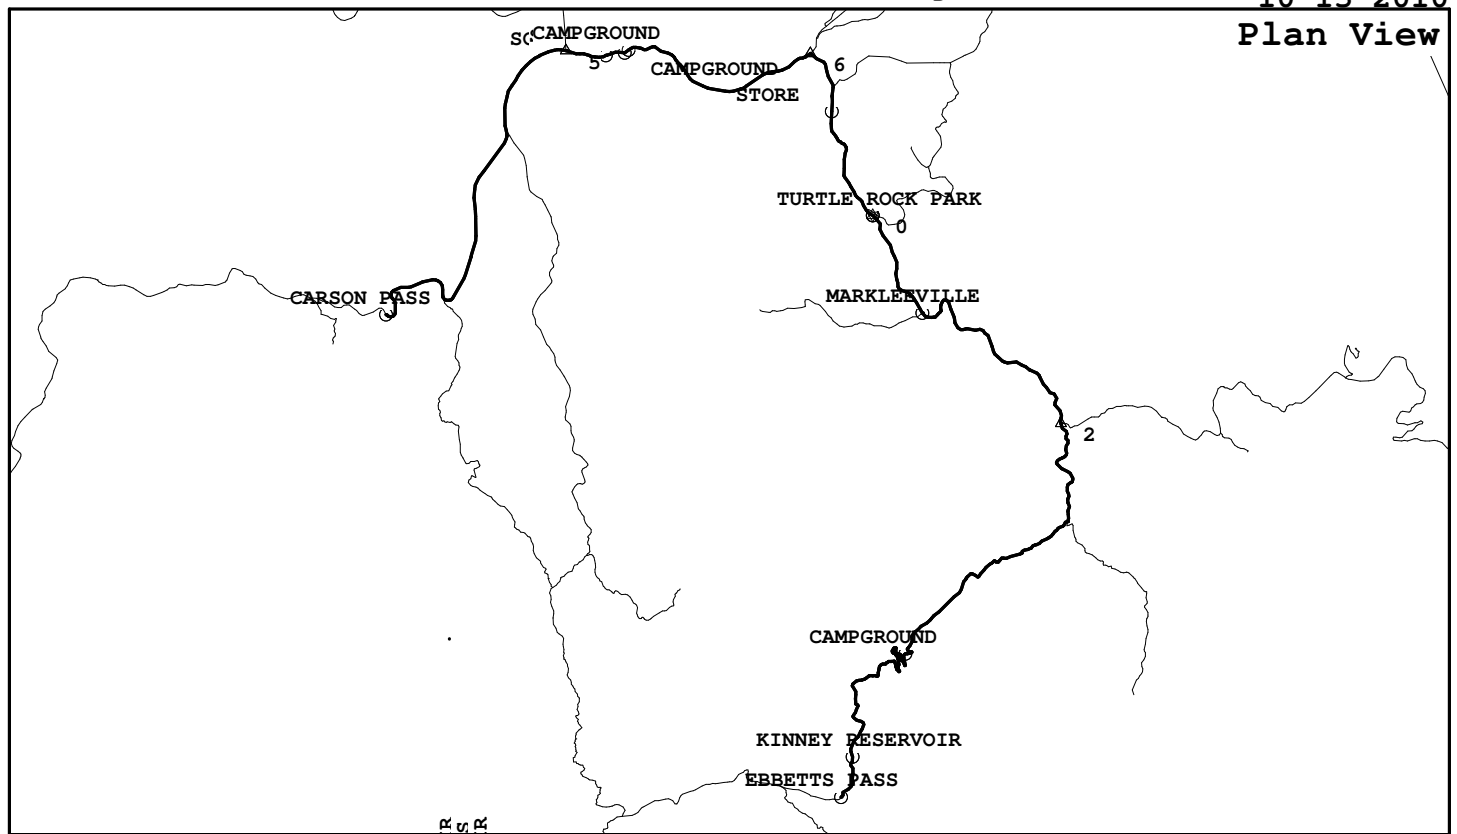 Plan View
CAMPGROUND
5
CAMPGROUND
6
STORE
TURTLE ROCK PARK
0
CARSON PASS
MARKLEEVILLE
2
CAMPGROUND
KINNEY RESERVOIR
EBBETTS PASS